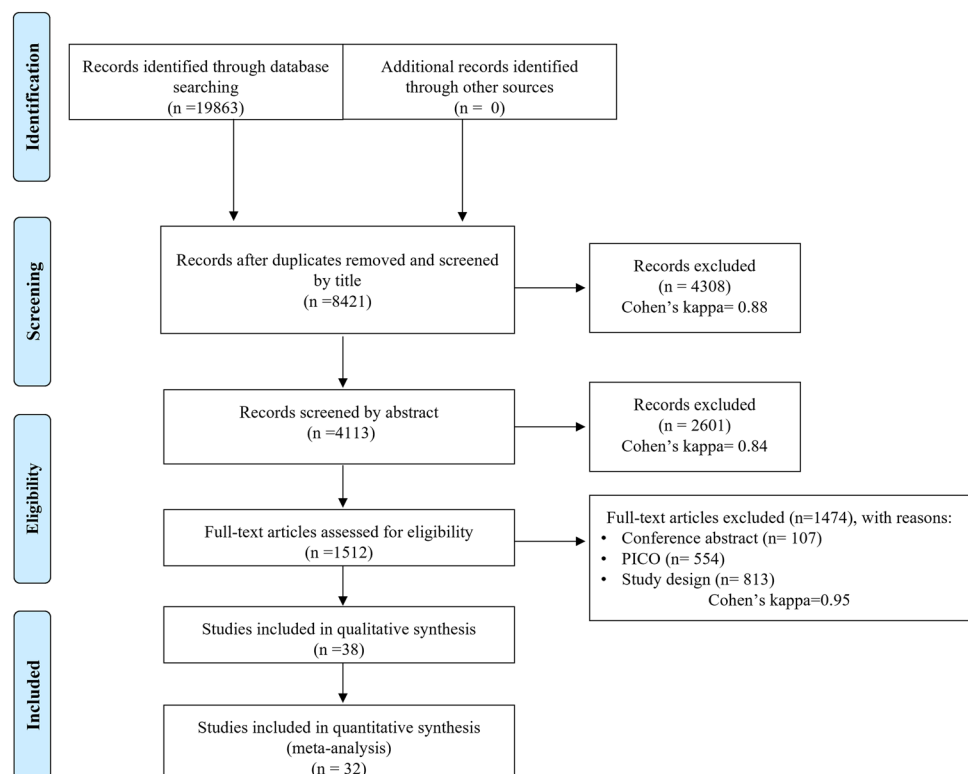 Identification
Records identified through database
searching
(n =19863)
Additional records identified
through other sources
(n =  0)
Screening
Records after duplicates removed and screened
by title
(n =8421)
Records excluded
(n = 4308)
Cohen’s kappa= 0.88
Records screened by abstract
(n =4113)
Records excluded
(n = 2601)
Cohen’s kappa= 0.84
Eligibility
Full-text articles assessed for eligibility
(n =1512)
Full-text articles excluded (n=1474), with reasons:
• Conference abstract (n= 107)
• PICO (n= 554)
• Study design (n= 813)
Cohen’s kappa=0.95
Included
Studies included in qualitative synthesis
(n =38)
Studies included in quantitative synthesis
(meta-analysis)
(n = 32)